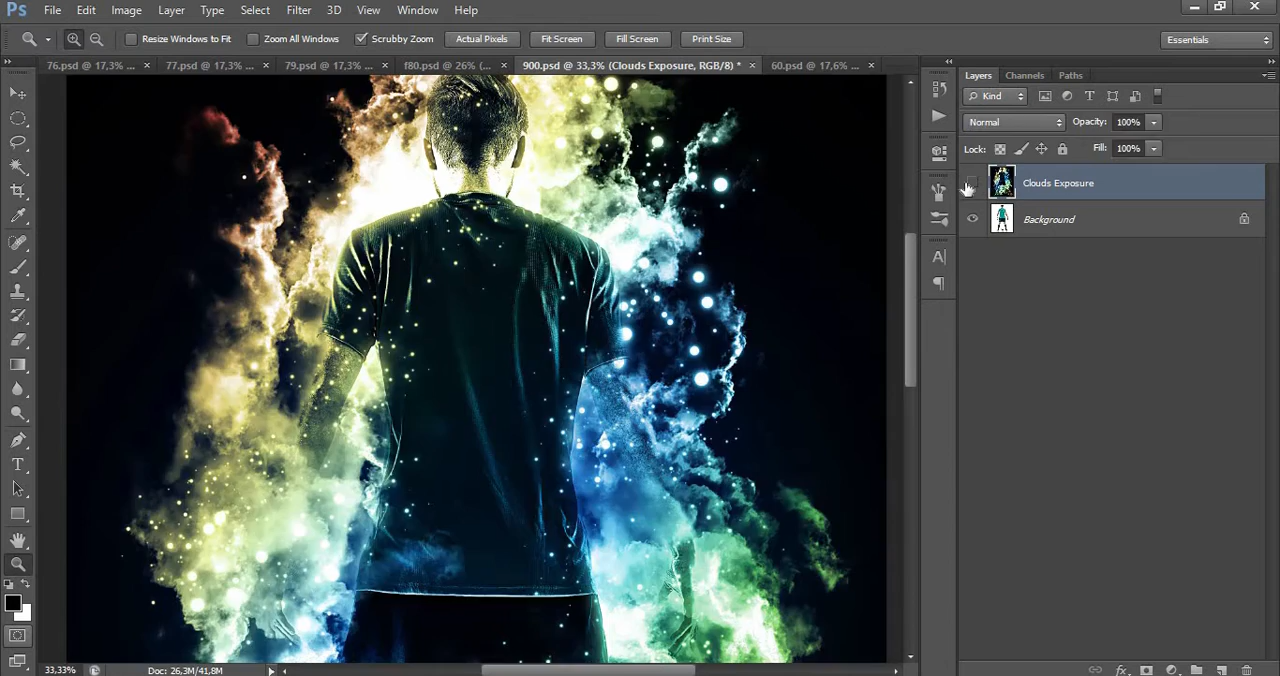 Ps File Edit Image Layer Type Select Filter 3D View Window Help
Resize Windows to Fit Zoom All Windows Scrubby Zoom Actual Pixels Fit Screen Fill Screen Print Size Essentials
76.psd @ 17,3% ... × 77.psd @ 17,3% ... × 79.psd @ 17,3% ... × f80.psd @ 26% (... × 900.psd @ 33,3% (Clouds Exposure, RGB/8) * × 60.psd @ 17,6% ... ×
Layers Channels Paths
Kind
Normal Opacity: 100%
Lock: Fill: 100%
Clouds Exposure
Background
33,33% Doc: 26,3M/41,8M